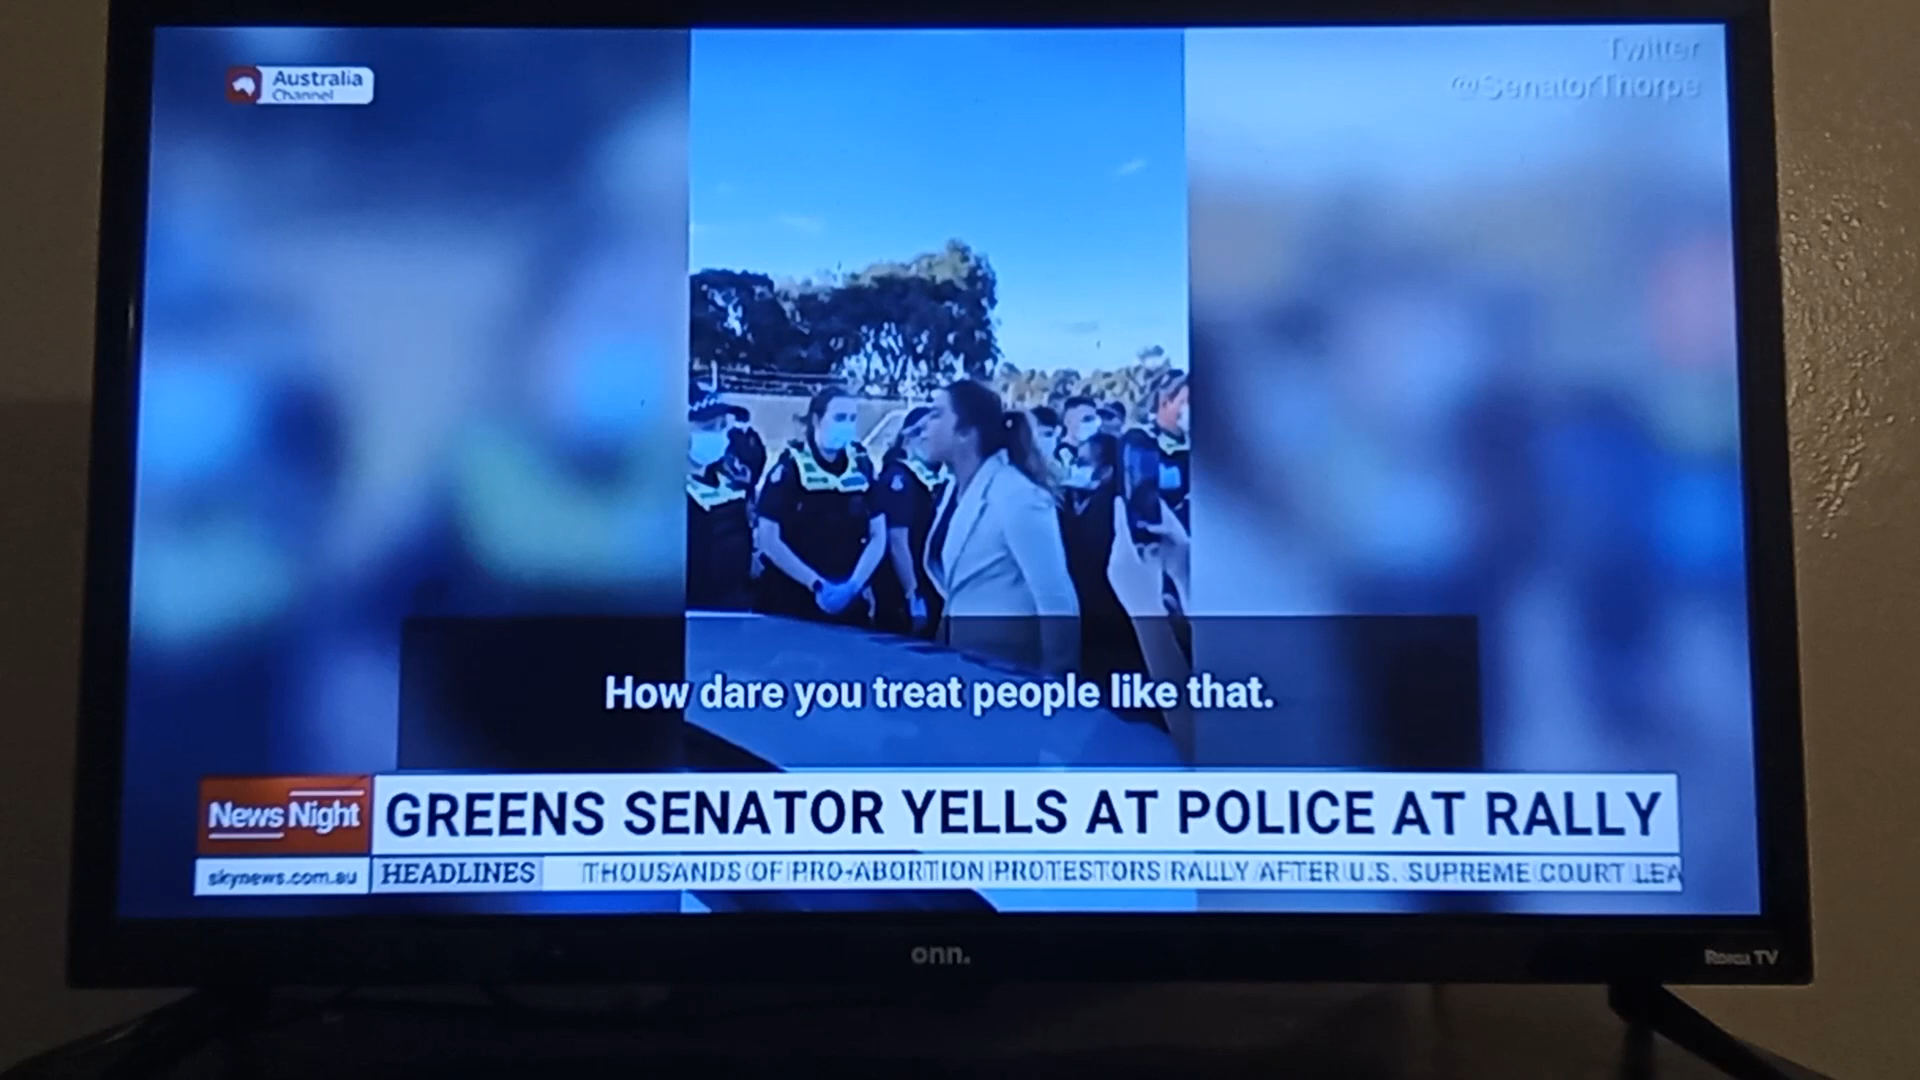 Australia
Channel
Twitter
@SenatorThorpe
How dare you treat people like that.
News Night
GREENS SENATOR YELLS AT POLICE AT RALLY
skynews.com.au
HEADLINES
THOUSANDS OF PRO-ABORTION PROTESTORS RALLY AFTER U.S. SUPREME COURT LEA
onn.
Roku TV